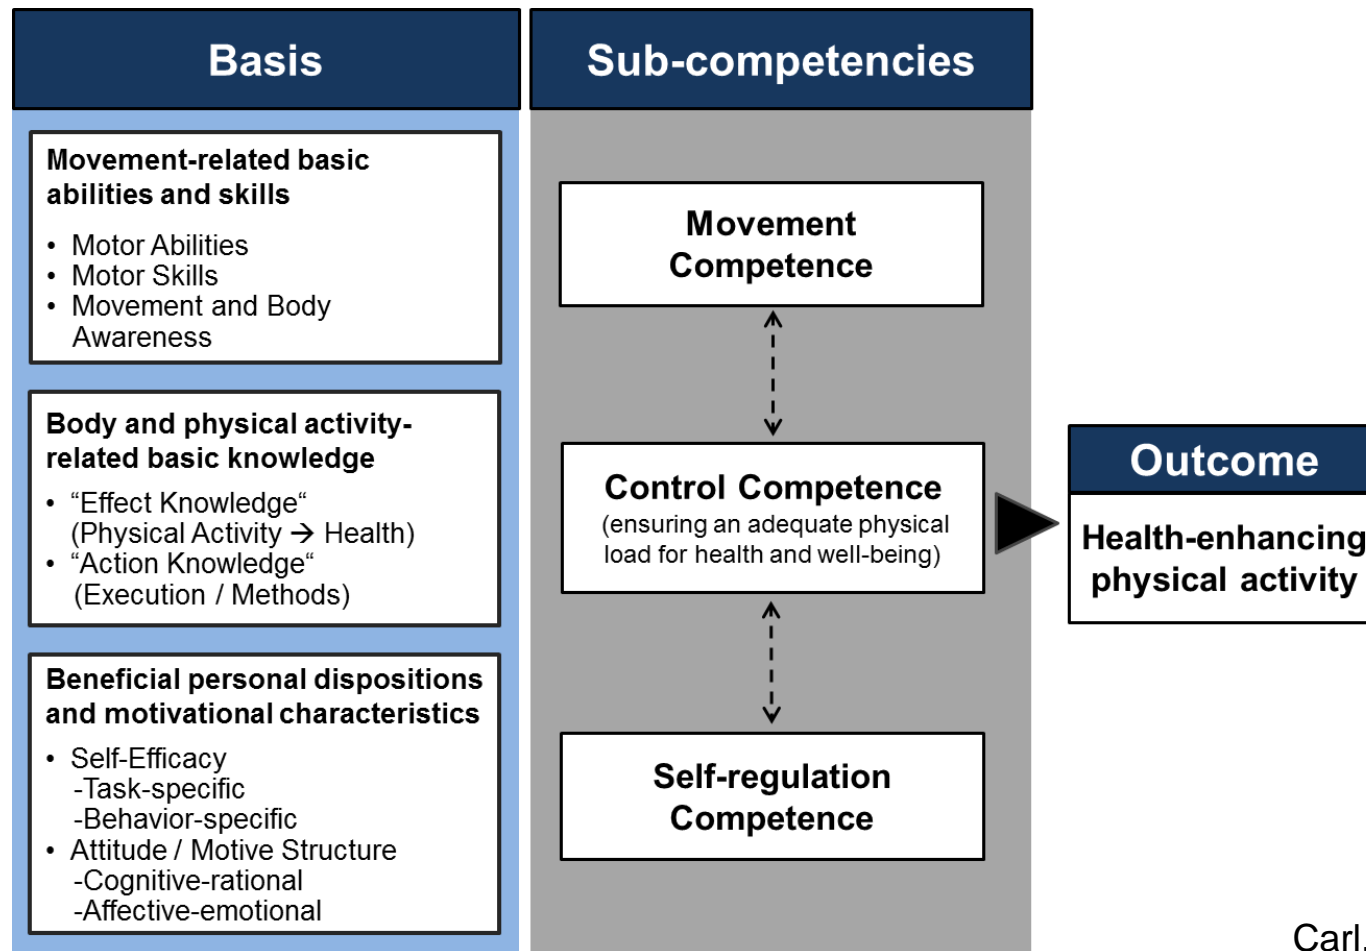 Basis
Movement-related basic
abilities and skills
• Motor Abilities
• Motor Skills
• Movement and Body
Awareness
Body and physical activity-
related basic knowledge
• “Effect Knowledge“
(Physical Activity → Health)
• “Action Knowledge“
(Execution / Methods)
Beneficial personal dispositions
and motivational characteristics
• Self-Efficacy
-Task-specific
-Behavior-specific
• Attitude / Motive Structure
-Cognitive-rational
-Affective-emotional
Sub-competencies
Movement
Competence
Control Competence
(ensuring an adequate physical
load for health and well-being)
Self-regulation
Competence
Outcome
Health-enhancing
physical activity
Carl.